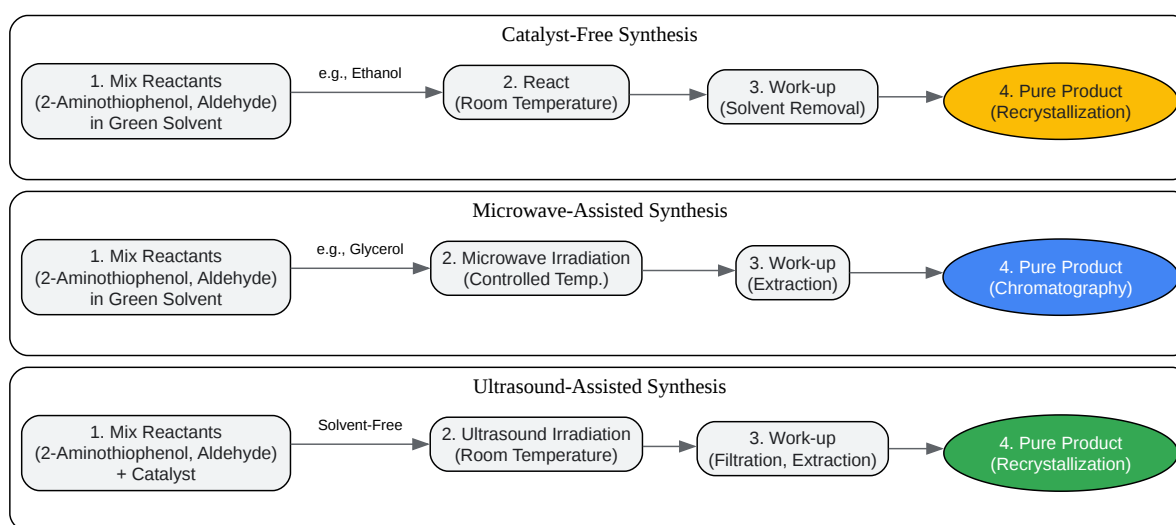 Catalyst-Free Synthesis
1. Mix Reactants
(2-Aminothiophenol, Aldehyde)
in Green Solvent
e.g., Ethanol
2. React
(Room Temperature)
3. Work-up
(Solvent Removal)
4. Pure Product
(Recrystallization)
Microwave-Assisted Synthesis
1. Mix Reactants
(2-Aminothiophenol, Aldehyde)
in Green Solvent
e.g., Glycerol
2. Microwave Irradiation
(Controlled Temp.)
3. Work-up
(Extraction)
4. Pure Product
(Chromatography)
Ultrasound-Assisted Synthesis
1. Mix Reactants
(2-Aminothiophenol, Aldehyde)
+ Catalyst
Solvent-Free
2. Ultrasound Irradiation
(Room Temperature)
3. Work-up
(Filtration, Extraction)
4. Pure Product
(Recrystallization)